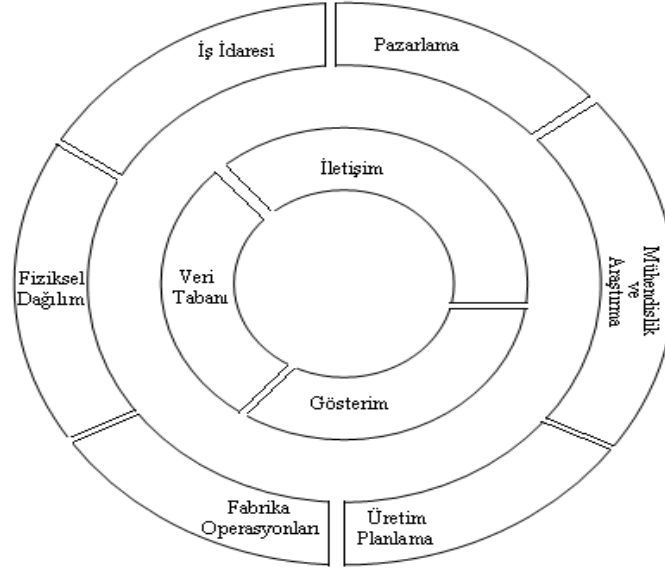 İş İdaresi
Pazarlama
İletişim
Veri
Tabanı
Gösterim
Fiziksel
Dağılım
Mühendislik
ve
Araştırma
Fabrika
Operasyonları
Üretim
Planlama